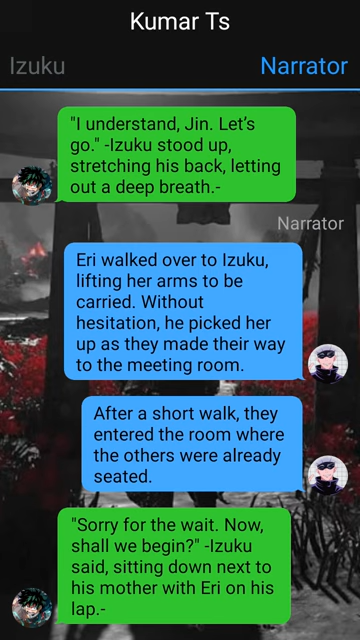 Kumar Ts
Izuku
Narrator
"I understand, Jin. Let's
go." -Izuku stood up,
stretching his back, letting
out a deep breath.-
Narrator
Eri walked over to Izuku,
lifting her arms to be
carried. Without
hesitation, he picked her
up as they made their way
to the meeting room.
After a short walk, they
entered the room where
the others were already
seated.
"Sorry for the wait. Now,
shall we begin?" -Izuku
said, sitting down next to
his mother with Eri on his
lap.-